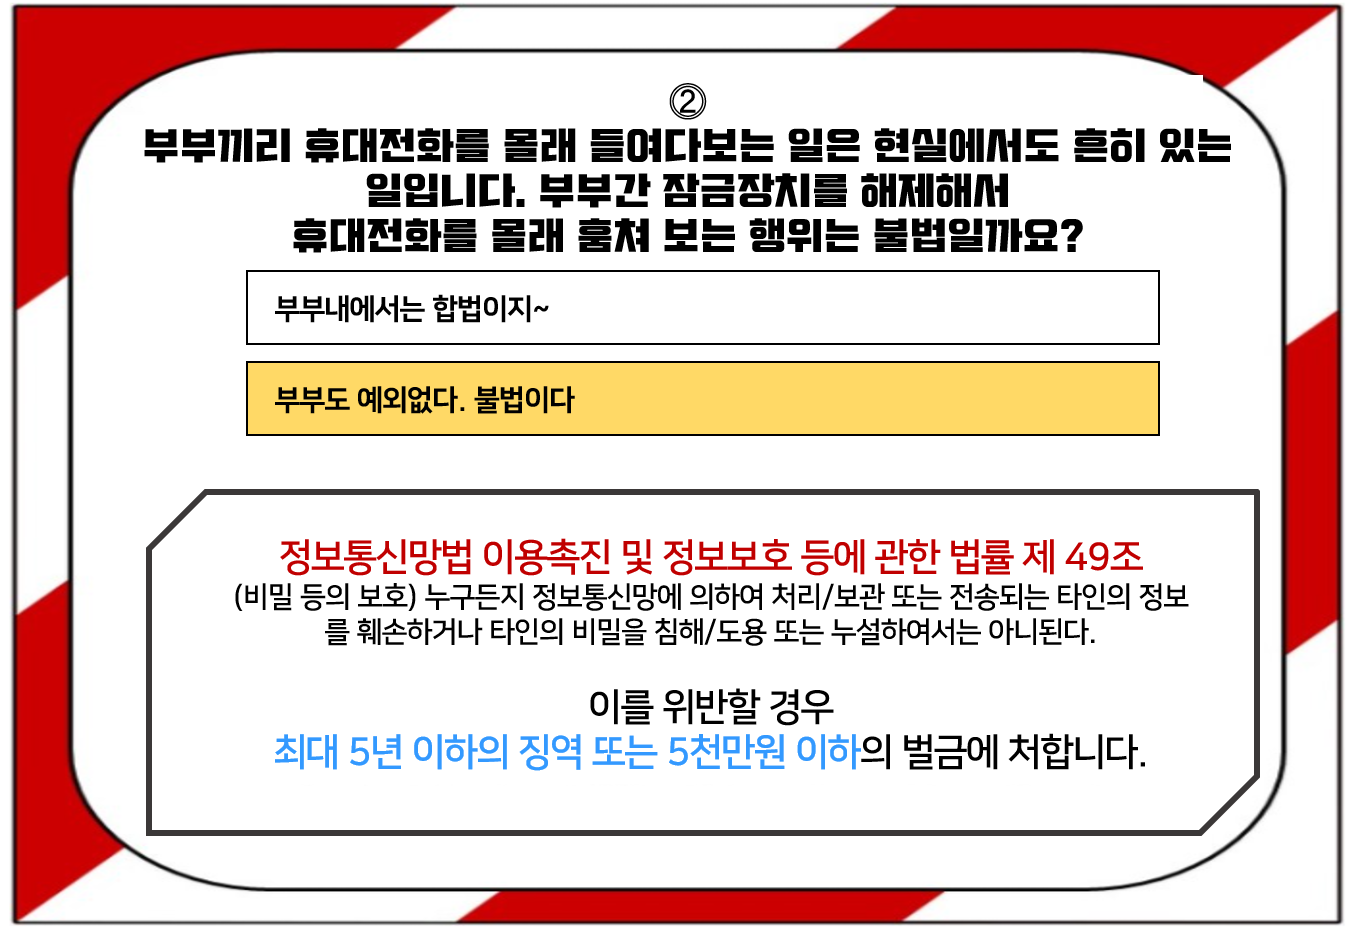 ②
부부끼리 휴대전화를 몰래 들여다보는 일은 현실에서도 흔히 있는
일입니다. 부부간 잠금장치를 해제해서
휴대전화를 몰래 훔쳐 보는 행위는 불법일까요?
부부내에서는 합법이지~
부부도 예외없다. 불법이다
정보통신망법 이용촉진 및 정보보호 등에 관한 법률 제 49조
(비밀 등의 보호) 누구든지 정보통신망에 의하여 처리/보관 또는 전송되는 타인의 정보
를 훼손하거나 타인의 비밀을 침해/도용 또는 누설하여서는 아니된다.
이를 위반할 경우
최대 5년 이하의 징역 또는 5천만원 이하의 벌금에 처합니다.